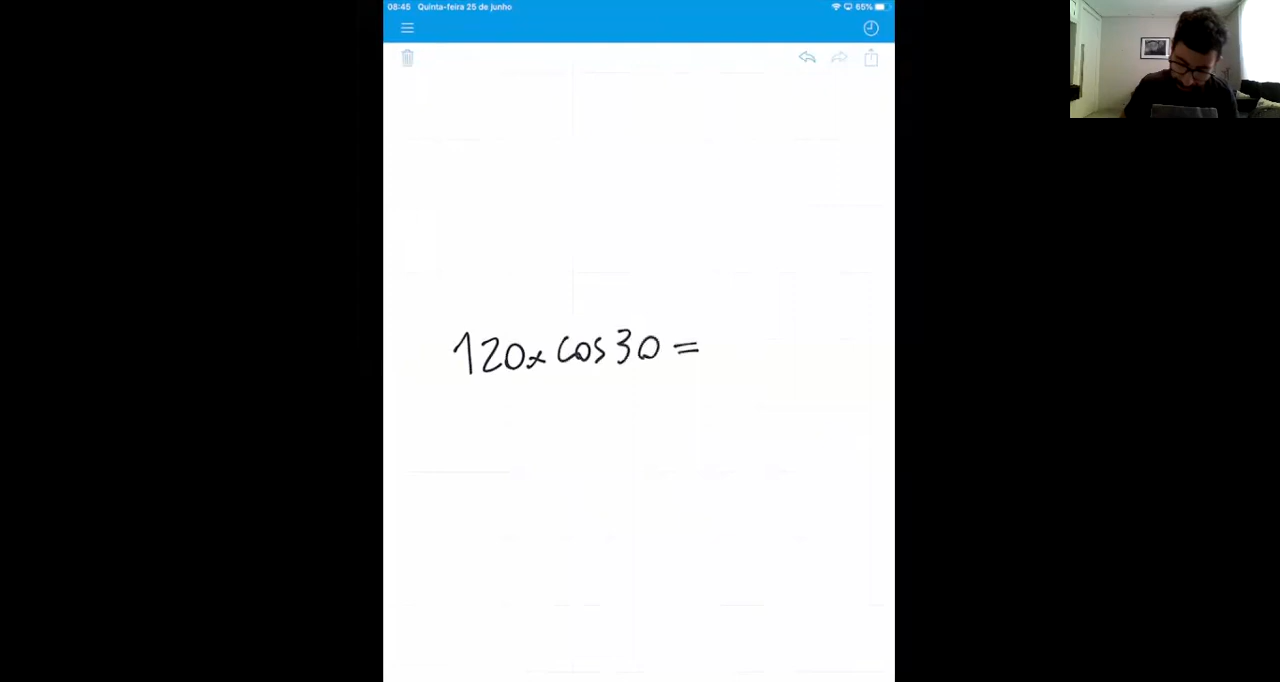 08:45 Quinta-feira 25 de junho 65%
120x cos 30 =